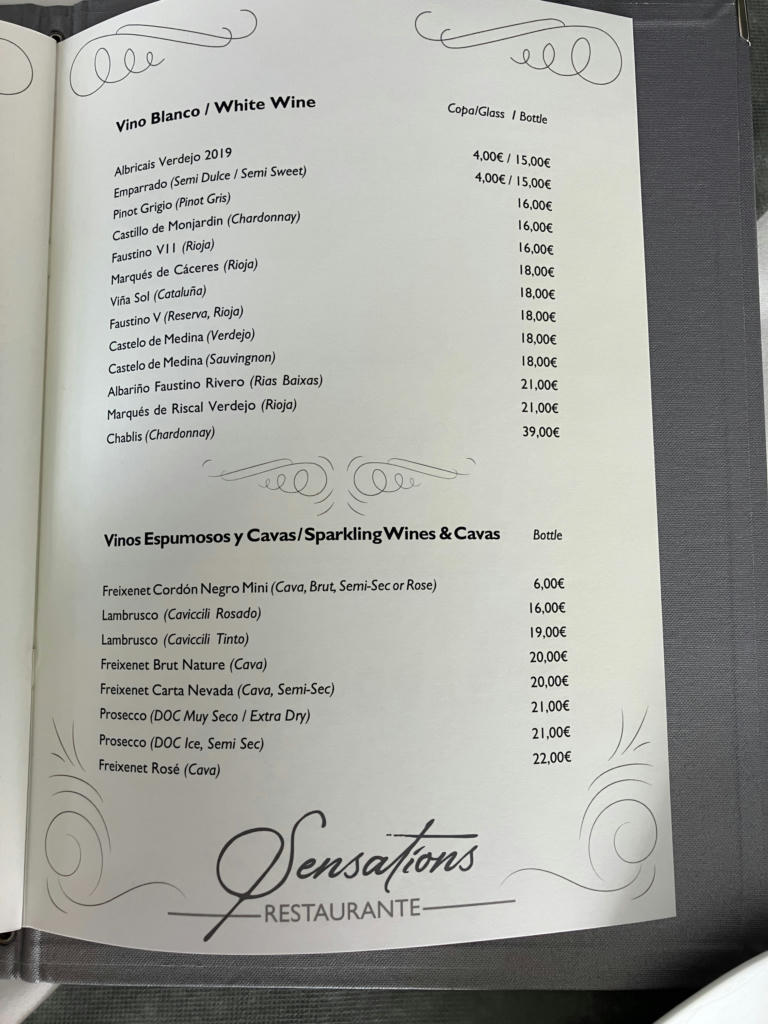 Vino Blanco / White Wine Copa/Glass / Bottle
Albricais Verdejo 2019 4,00€ / 15,00€
Emparrado (Semi Dulce / Semi Sweet) 4,00€ / 15,00€
Pinot Grigio (Pinot Gris) 16,00€
Castillo de Monjardin (Chardonnay) 16,00€
Faustino VII (Rioja) 16,00€
Marqués de Cáceres (Rioja) 18,00€
Viña Sol (Cataluña) 18,00€
Faustino V (Reserva, Rioja) 18,00€
Castelo de Medina (Verdejo) 18,00€
Castelo de Medina (Sauvingnon) 18,00€
Albariño Faustino Rivero (Rias Baixas) 21,00€
Marqués de Riscal Verdejo (Rioja) 21,00€
Chablis (Chardonnay) 39,00€
Vinos Espumosos y Cavas/Sparkling Wines & Cavas Bottle
Freixenet Cordón Negro Mini (Cava, Brut, Semi-Sec or Rose) 6,00€
Lambrusco (Caviccili Rosado) 16,00€
Lambrusco (Caviccili Tinto) 19,00€
Freixenet Brut Nature (Cava) 20,00€
Freixenet Carta Nevada (Cava, Semi-Sec) 20,00€
Prosecco (DOC Muy Seco / Extra Dry) 21,00€
Prosecco (DOC Ice, Semi Sec) 21,00€
Freixenet Rosé (Cava) 22,00€
Sensations
RESTAURANTE